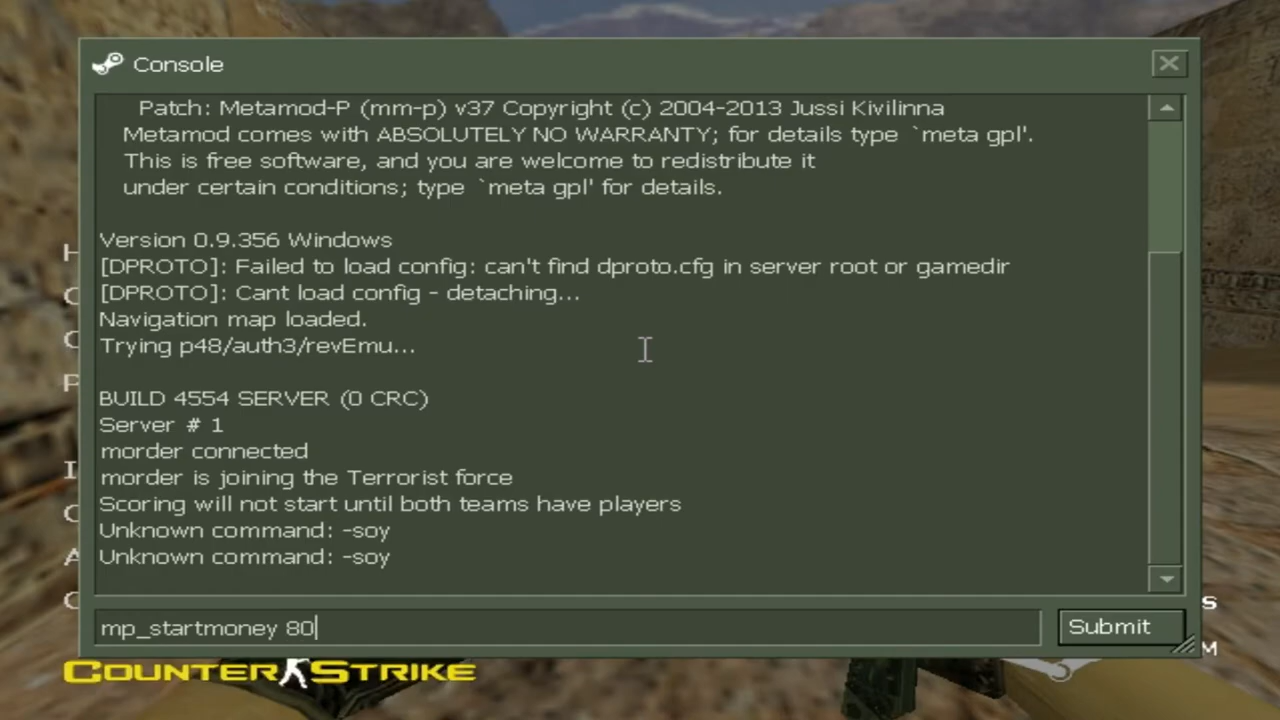 Console
Patch: Metamod-P (mm-p) v37 Copyright (c) 2004-2013 Jussi Kivilinna
Metamod comes with ABSOLUTELY NO WARRANTY; for details type `meta gpl'.
This is free software, and you are welcome to redistribute it
under certain conditions; type `meta gpl' for details.
Version 0.9.356 Windows
[DPROTO]: Failed to load config: can't find dproto.cfg in server root or gamedir
[DPROTO]: Cant load config - detaching...
Navigation map loaded.
Trying p48/auth3/revEmu...
BUILD 4554 SERVER (0 CRC)
Server # 1
morder connected
morder is joining the Terrorist force
Scoring will not start until both teams have players
Unknown command: -soy
Unknown command: -soy
mp_startmoney 80
Submit
COUNTER STRIKE